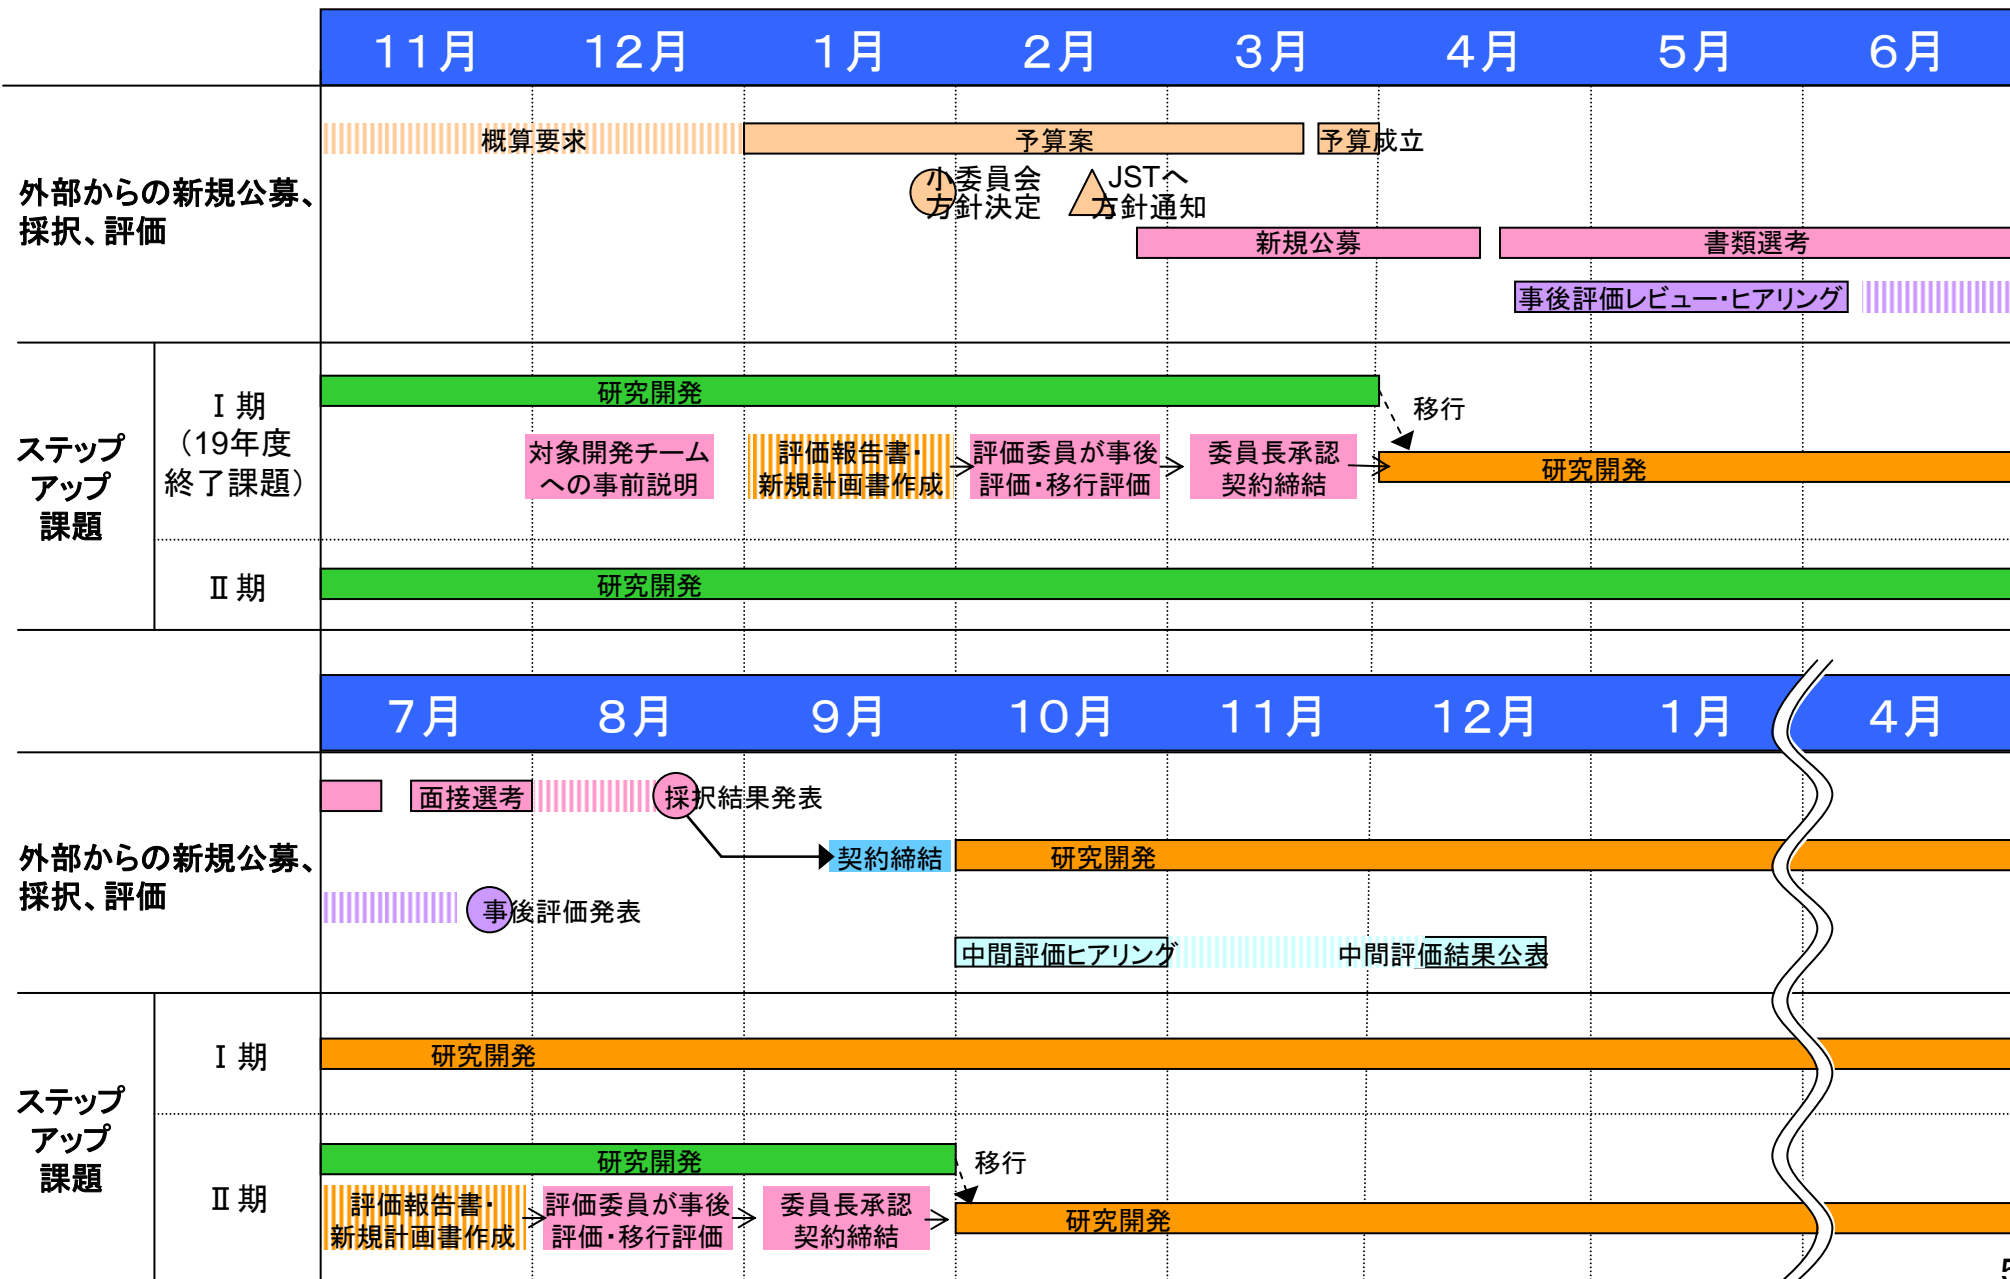 11月 12月 1月 2月 3月 4月 5月 6月
外部からの新規公募、
採択、評価
概算要求
予算案
予算成立
小委員会
方針決定
JSTへ
方針通知
新規公募
書類選考
事後評価レビュー・ヒアリング
ステップ
アップ
課題
Ⅰ期
（19年度
終了課題）
研究開発
移行
対象開発チーム
への事前説明
評価報告書・
新規計画書作成
評価委員が事後
評価・移行評価
委員長承認
契約締結
研究開発
Ⅱ期
研究開発
7月 8月 9月 10月 11月 12月 1月 4月
外部からの新規公募、
採択、評価
面接選考
採択結果発表
契約締結
研究開発
事後評価発表
中間評価ヒアリング
中間評価結果公表
ステップ
アップ
課題
Ⅰ期
研究開発
Ⅱ期
研究開発
移行
評価報告書・
新規計画書作成
評価委員が事後
評価・移行評価
委員長承認
契約締結
研究開発